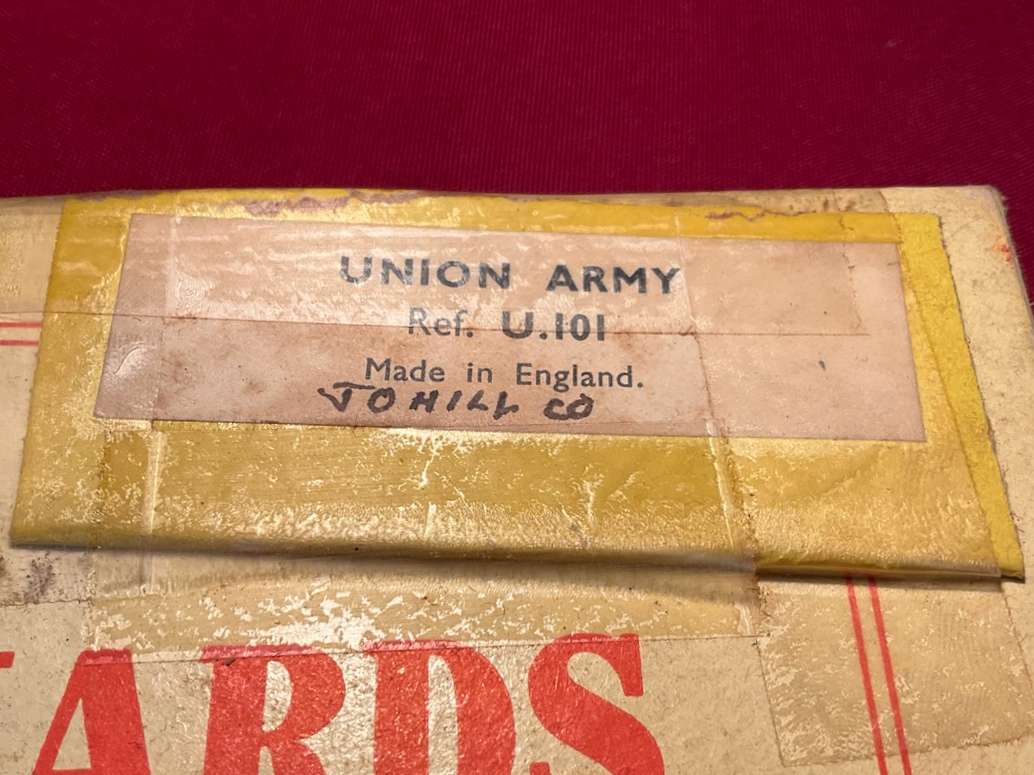 UNION ARMY
Ref. U.101
Made in England.
JOHILL CO
ARDS